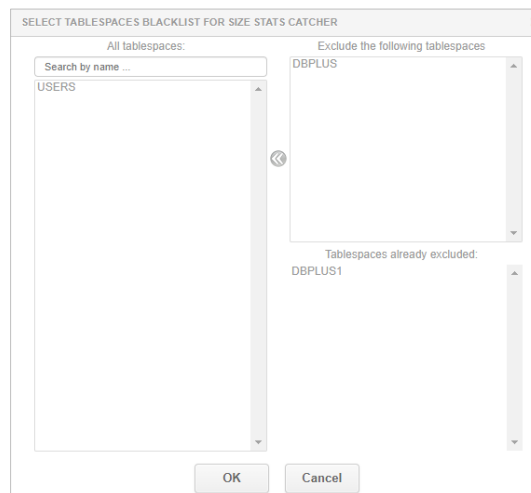 SELECT TABLESPACES BLACKLIST FOR SIZE STATS CATCHER
All tablespaces:
Search by name ...
USERS
Exclude the following tablespaces
DBPLUS
Tablespaces already excluded:
DBPLUS1
OK
Cancel